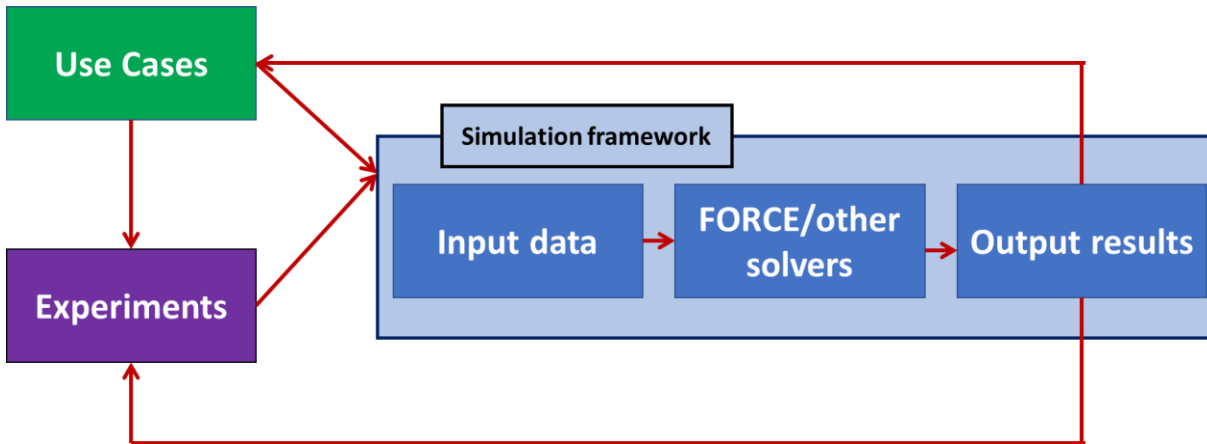 Use Cases
Simulation framework
Input data
FORCE/other
solvers
Output results
Experiments